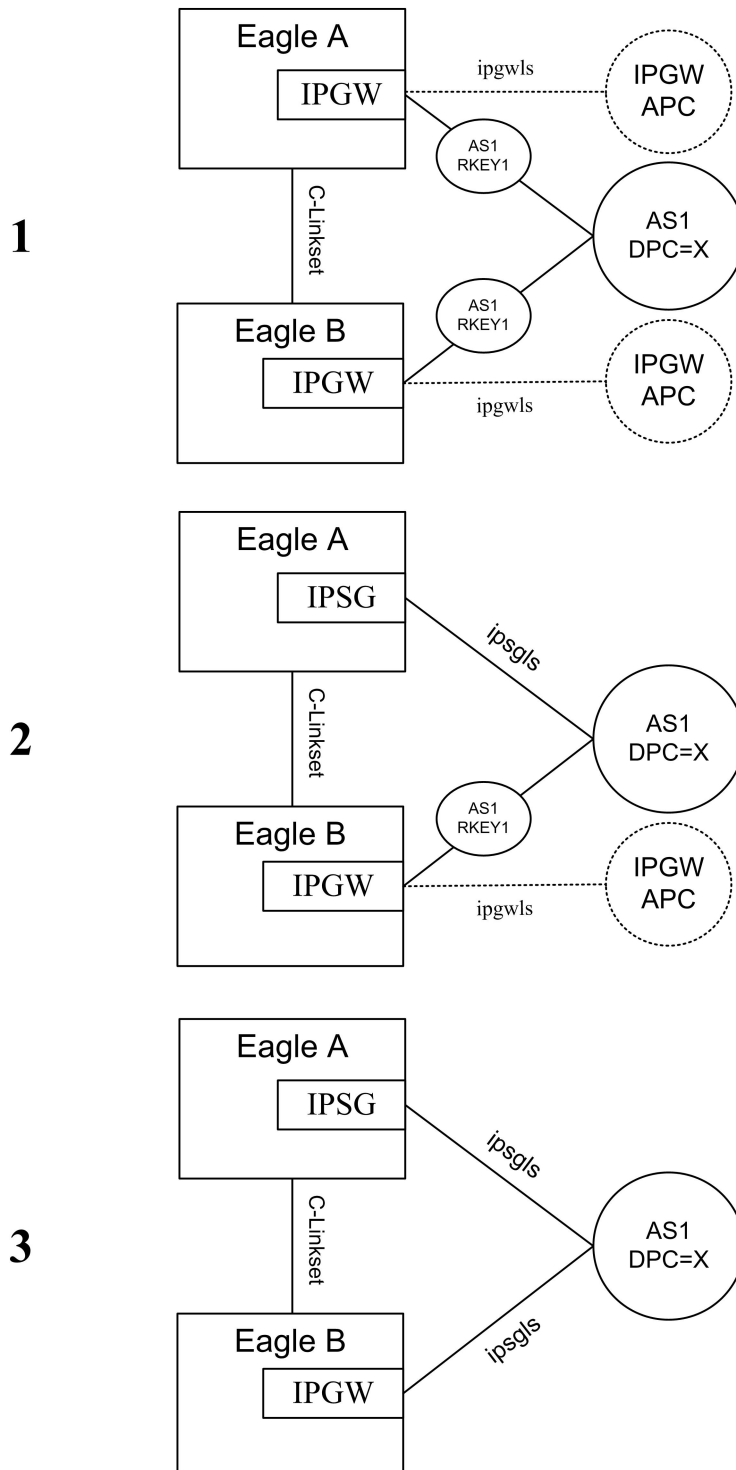 1
Eagle A
IPGW
ipgwls
IPGW
APC
AS1
RKEY1
C-Linkset
AS1
DPC=X
AS1
RKEY1
Eagle B
IPGW
ipgwls
IPGW
APC
2
Eagle A
IPSG
ipsgls
C-Linkset
AS1
DPC=X
AS1
RKEY1
Eagle B
IPGW
ipgwls
IPGW
APC
3
Eagle A
IPSG
ipsgls
C-Linkset
AS1
DPC=X
Eagle B
IPGW
ipsgls